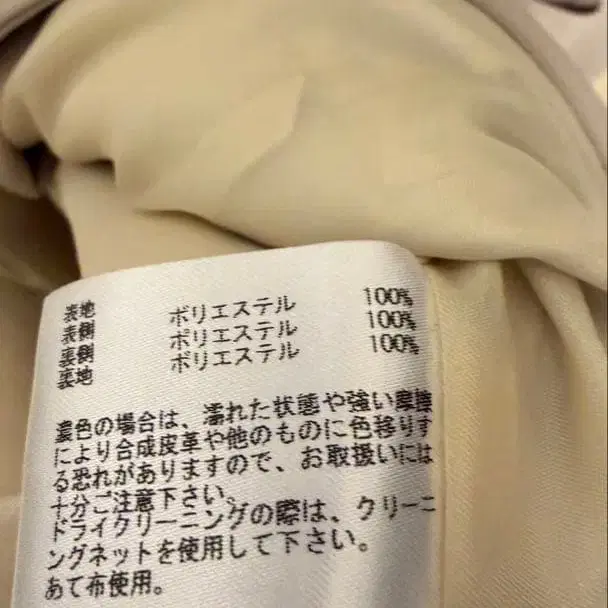 表地
表側 ポリエステル 100%
裏側 ポリエステル 100%
裏地 ポリエステル 100%
濃色の場合は、濡れた状態や強い摩擦
により合成皮革や他のものに色移りす
る恐れがありますので、お取扱いには
十分ご注意下さい。
ドライクリーニングの際は、クリーニ
ングネットを使用して下さい。
あて布使用。